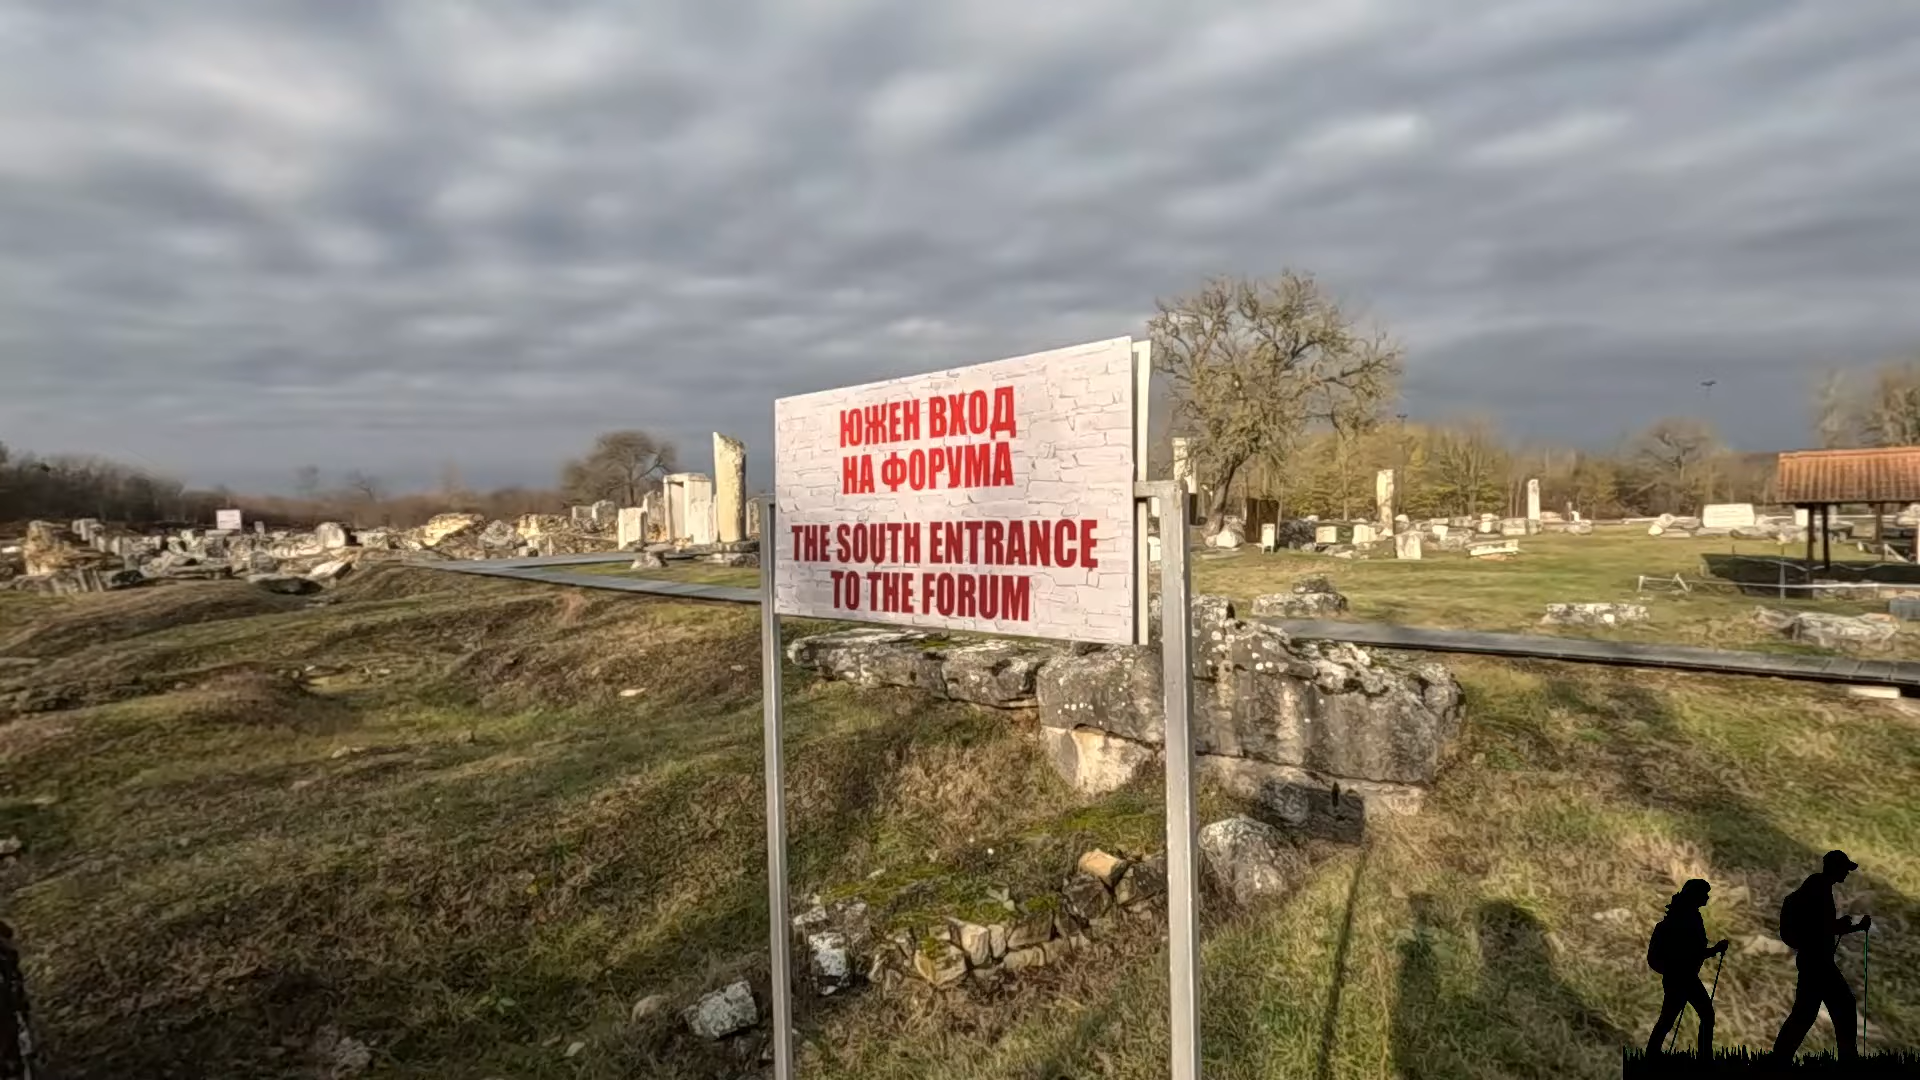 ЮЖЕН ВХОД
НА ФОРУМА
THE SOUTH ENTRANCE
TO THE FORUM